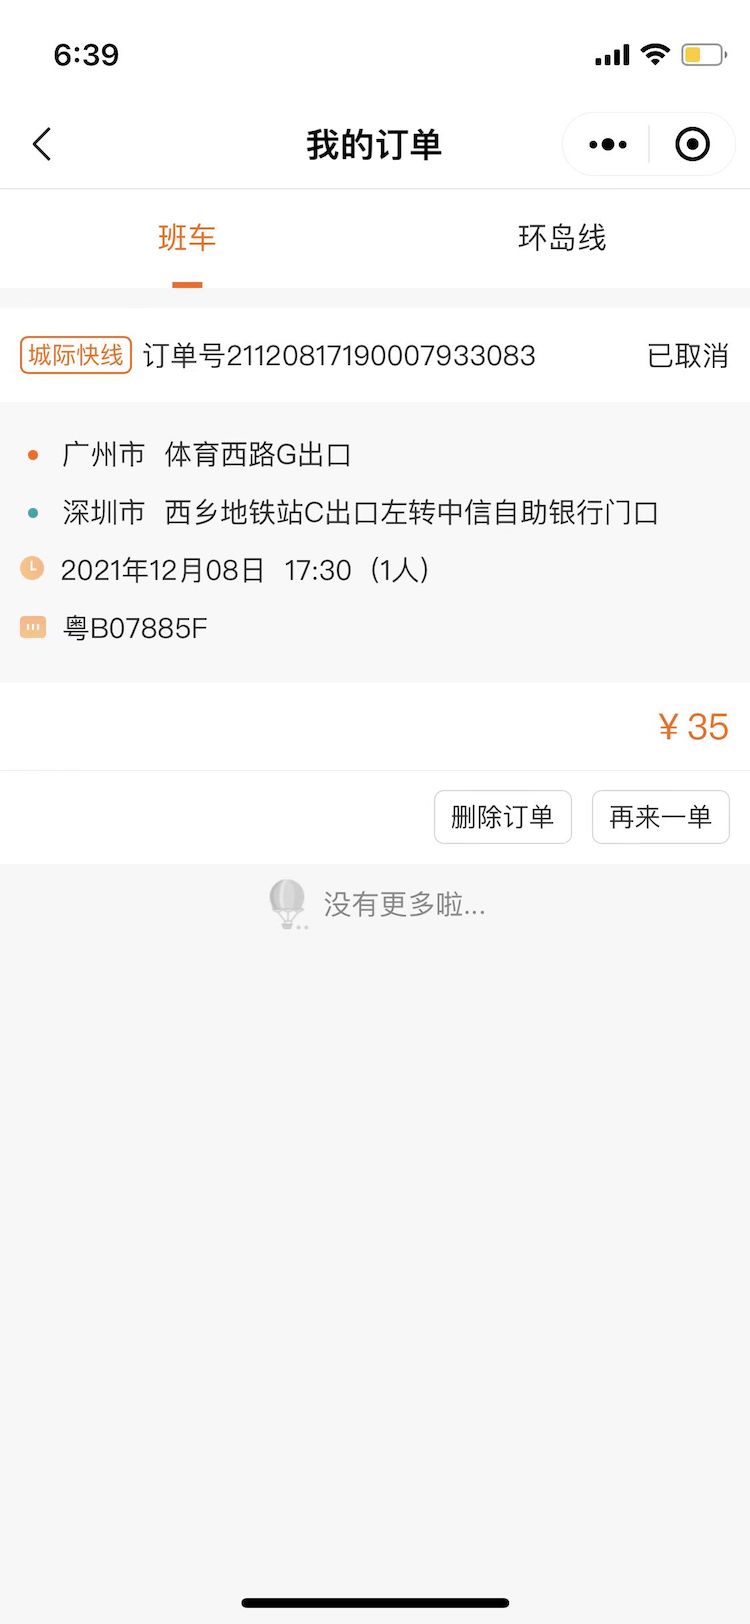 6:39
我的订单
班车 环岛线
城际快线 订单号211208171900079​33083 已取消
广州市 体育西路G出口
深圳市 西乡地铁站C出口左转中信自助银行门口
2021年12月08日 17:30（1人）
粤B07885F
￥35
删除订单 再来一单
没有更多啦...